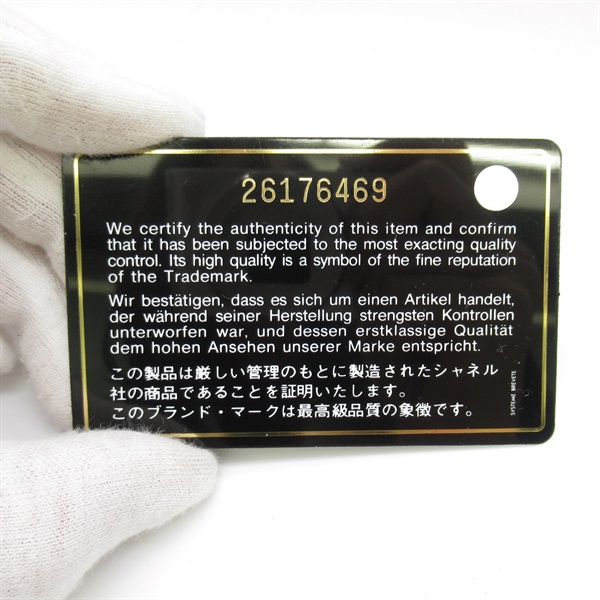 26176469
We certify the authenticity of this item and confirm
that it has been subjected to the most exacting quality
control. Its high quality is a symbol of the fine reputation
of the Trademark.
Wir bestätigen, dass es sich um einen Artikel handelt,
der während seiner Herstellung strengsten Kontrollen
unterworfen war, und dessen erstklassige Qualität
dem hohen Ansehen unserer Marke entspricht.
この製品は厳しい管理のもとに製造されたシャネル
社の商品であることを証明いたします。
このブランド・マークは最高級品質の象徴です。
SYSTEME BREVETE